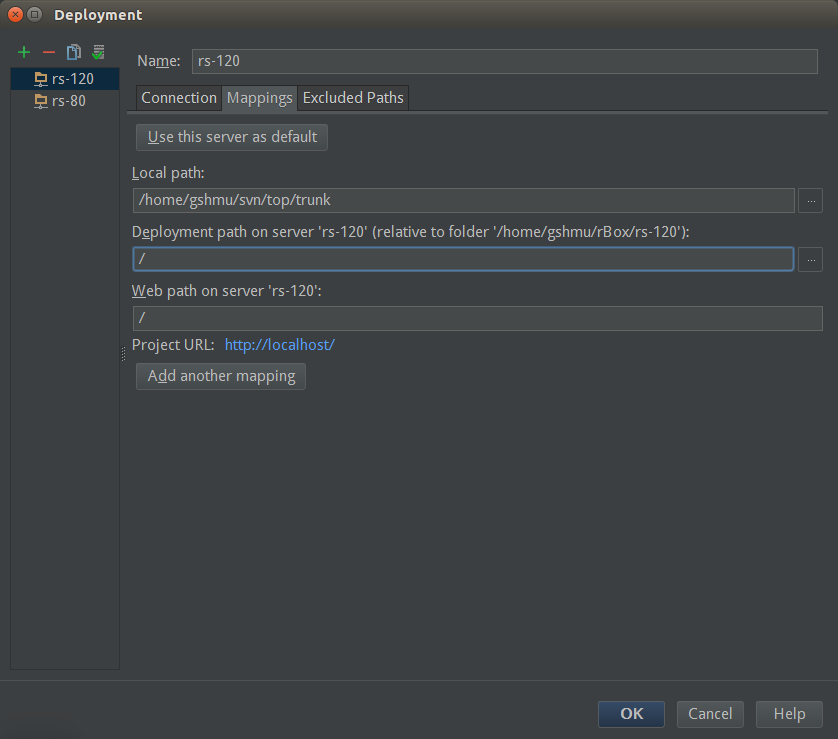 Deployment
Name: rs-120
rs-120
rs-80
Connection Mappings Excluded Paths
Use this server as default
Local path:
/home/gshmu/svn/top/trunk
...
Deployment path on server 'rs-120' (relative to folder '/home/gshmu/rBox/rs-120'):
/
...
Web path on server 'rs-120':
/
Project URL: http://localhost/
Add another mapping
OK Cancel Help